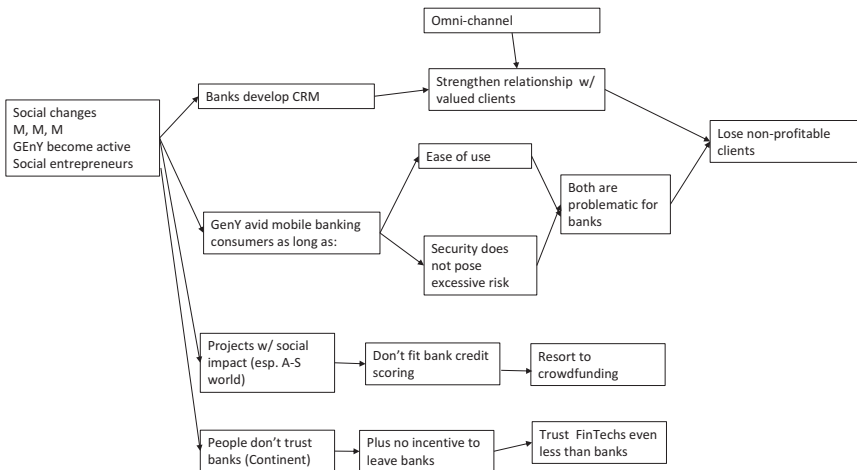 Omni-channel
Banks develop CRM
Strengthen relationship w/
valued clients
Social changes
M, M, M
GEnY become active
Social entrepreneurs
Lose non-profitable
clients
Ease of use
GenY avid mobile banking
consumers as long as:
Both are
problematic for
banks
Security does
not pose
excessive risk
Projects w/ social
impact (esp. A-S
world)
Don't fit bank credit
scoring
Resort to
crowdfunding
People don't trust
banks (Continent)
Plus no incentive to
leave banks
Trust FinTechs even
less than banks